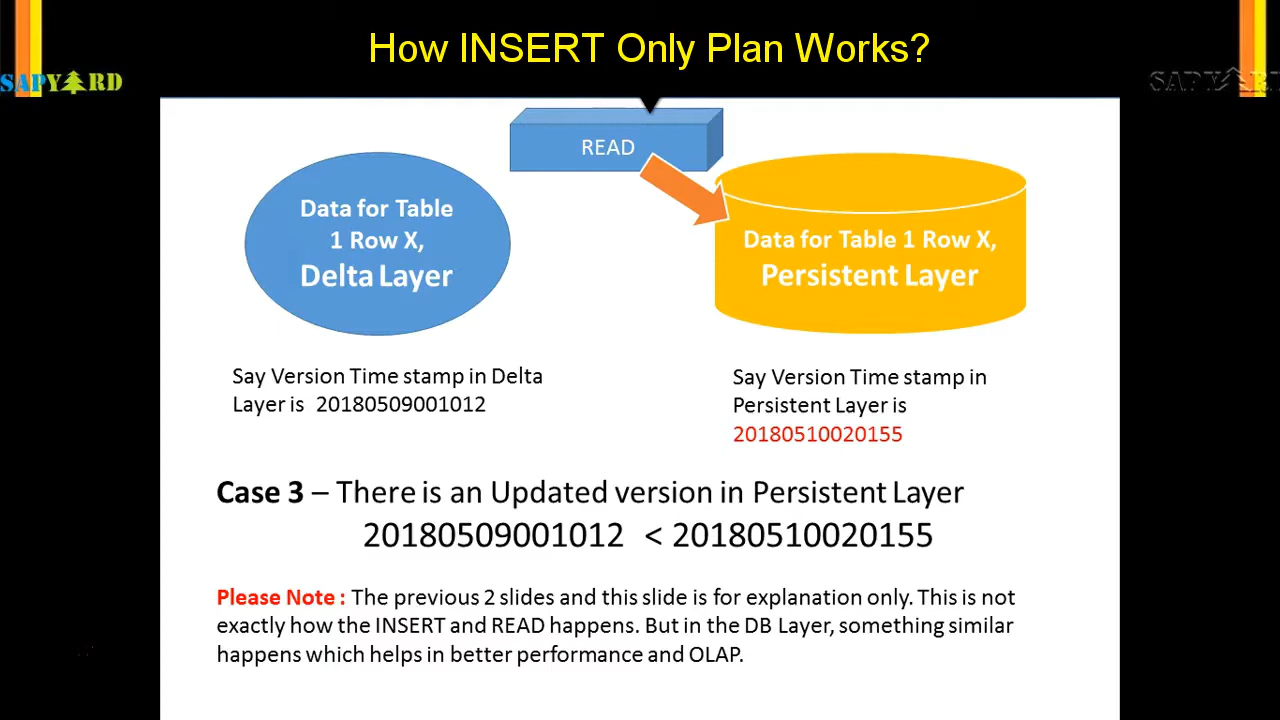 How INSERT Only Plan Works?
SAPYARD
SAPYARD
READ
Data for Table
1 Row X,
Delta Layer
Data for Table 1 Row X,
Persistent Layer
Say Version Time stamp in Delta
Layer is 20180509001012
Say Version Time stamp in
Persistent Layer is
20180510020155
Case 3 – There is an Updated version in Persistent Layer
20180509001012 < 20180510020155
Please Note : The previous 2 slides and this slide is for explanation only. This is not
exactly how the INSERT and READ happens. But in the DB Layer, something similar
happens which helps in better performance and OLAP.